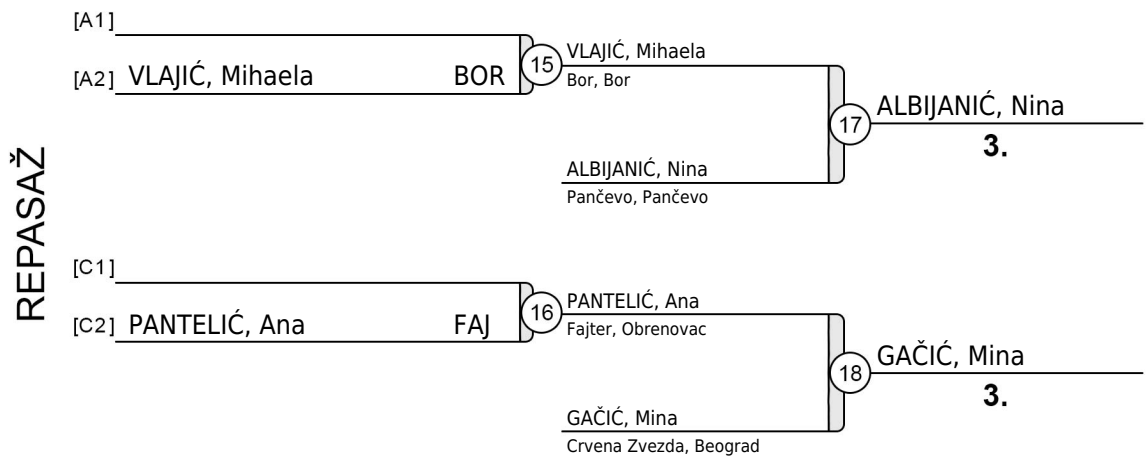 REPASAŽ
[A1]
[A2] VLAJIĆ, Mihaela BOR
15
VLAJIĆ, Mihaela
Bor, Bor
17
ALBIJANIĆ, Nina
3.
ALBIJANIĆ, Nina
Pančevo, Pančevo
[C1]
[C2] PANTELIĆ, Ana FAJ
16
PANTELIĆ, Ana
Fajter, Obrenovac
18
GAČIĆ, Mina
3.
GAČIĆ, Mina
Crvena Zvezda, Beograd